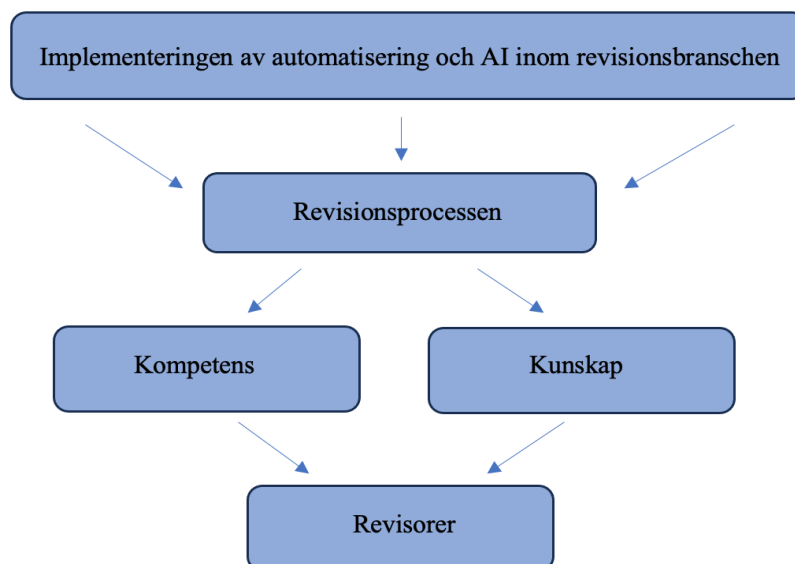 Implementeringen av automatisering och AI inom revisionsbranschen
Revisionsprocessen
Kompetens
Kunskap
Revisorer